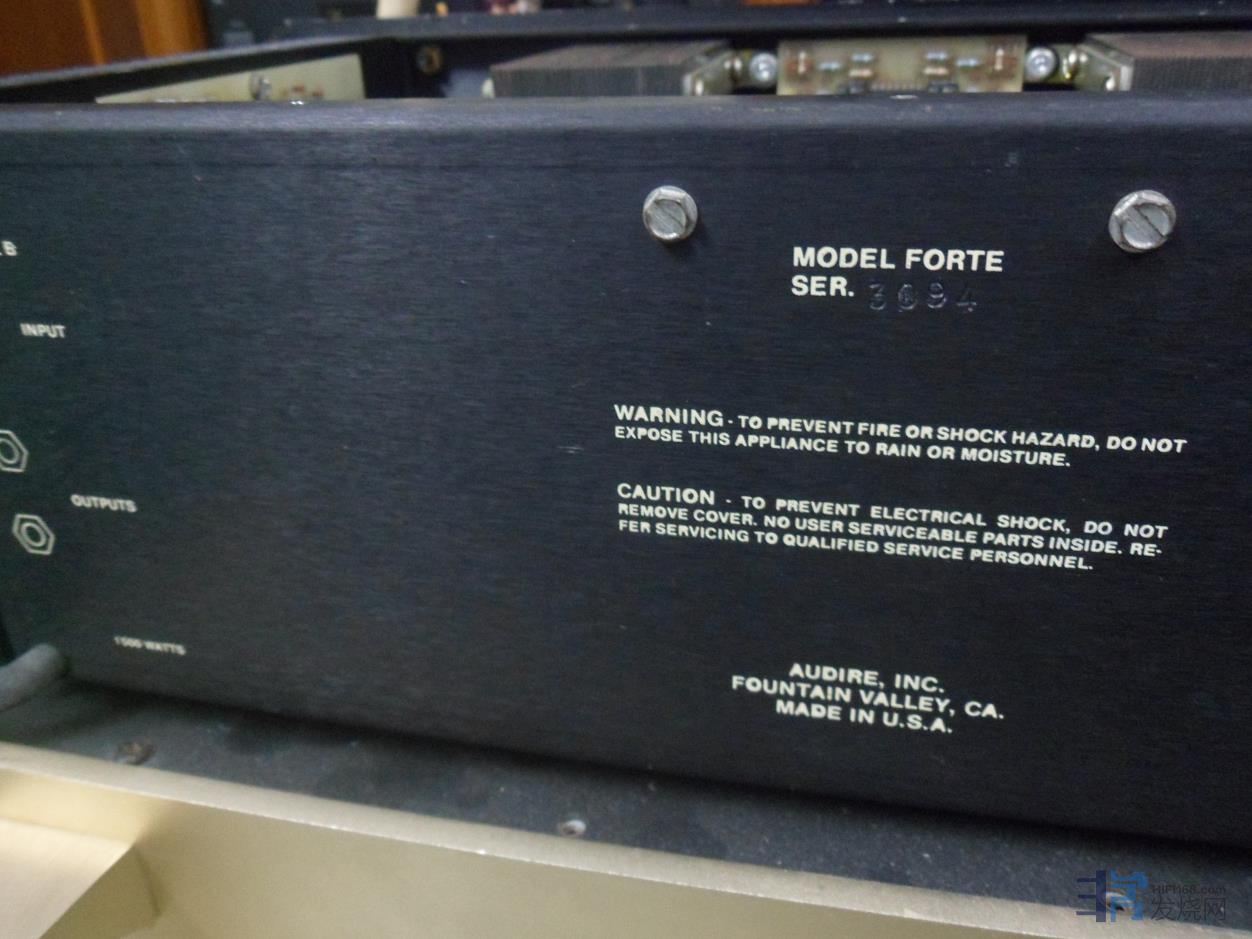 B
INPUT
OUTPUTS
1500 WATTS
MODEL FORTE
SER. 3094
WARNING - TO PREVENT FIRE OR SHOCK HAZARD, DO NOT
EXPOSE THIS APPLIANCE TO RAIN OR MOISTURE.
CAUTION - TO PREVENT ELECTRICAL SHOCK, DO NOT
REMOVE COVER. NO USER SERVICEABLE PARTS INSIDE. RE-
FER SERVICING TO QUALIFIED SERVICE PERSONNEL.
AUDIRE, INC.
FOUNTAIN VALLEY, CA.
MADE IN U.S.A.
HIFI168.com
发烧网